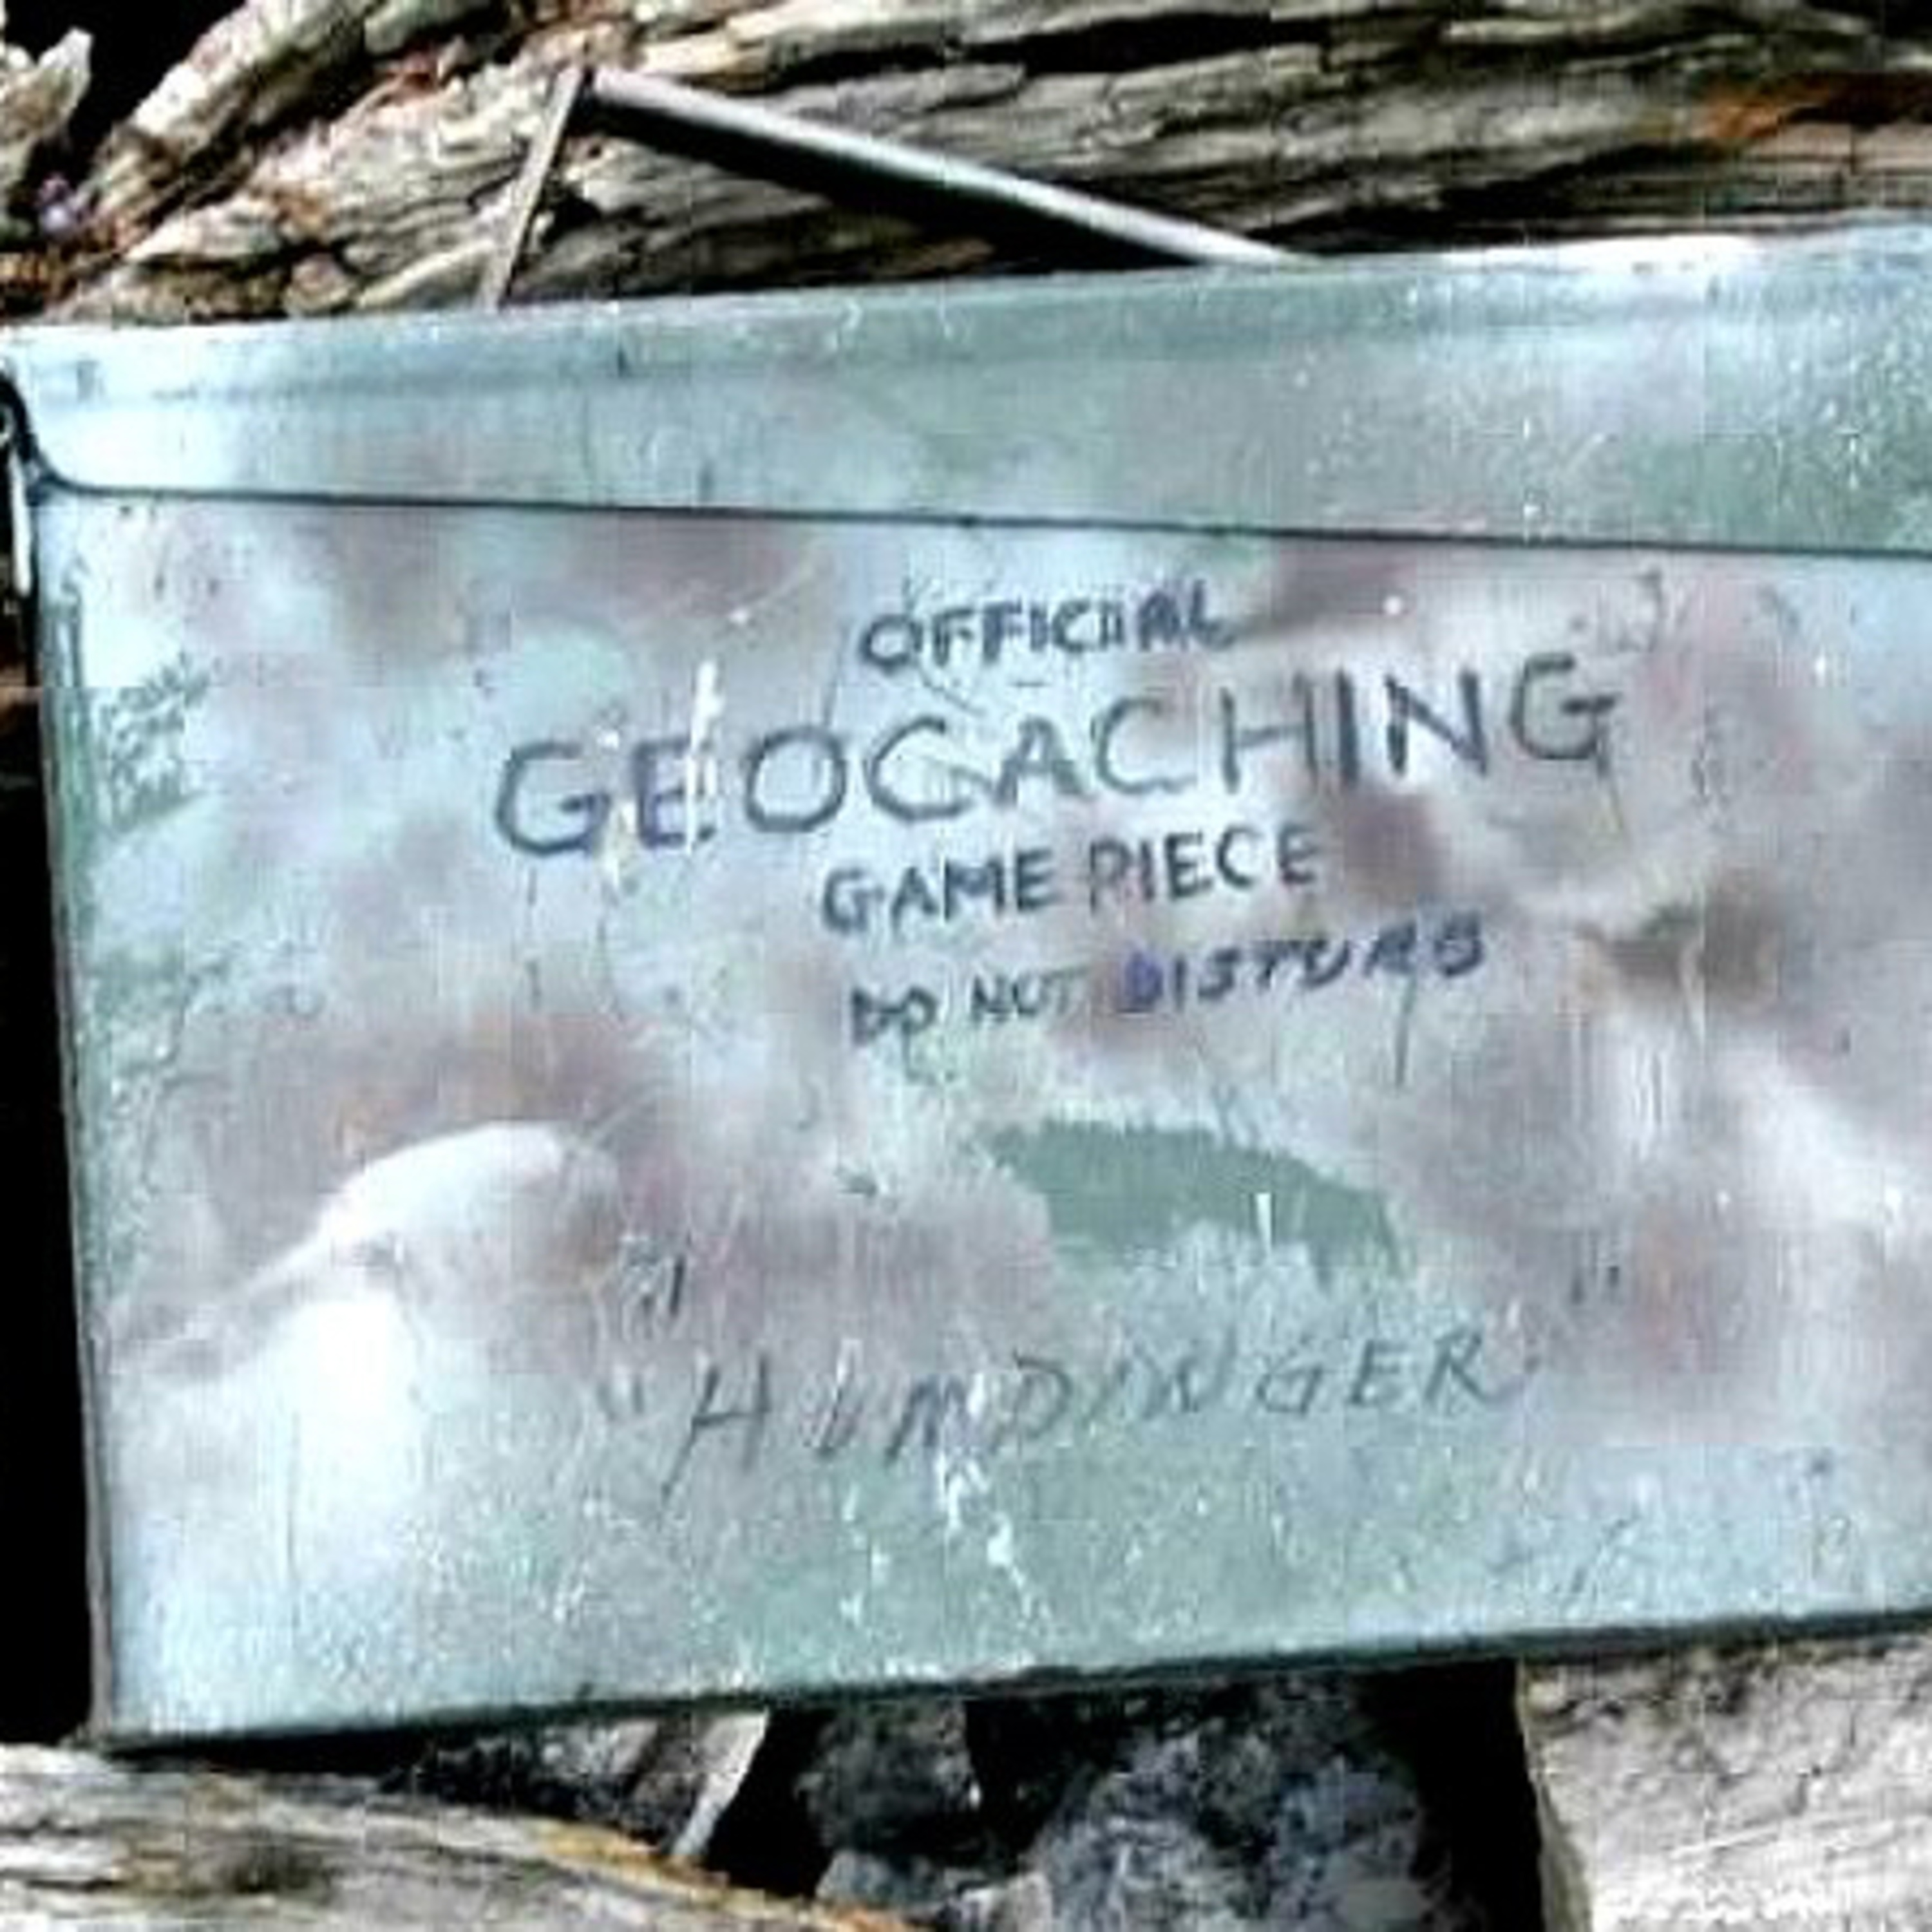 OFFICIAL
GEOCACHING
GAME PIECE
DO NOT DISTURB
"HUMDINGER"